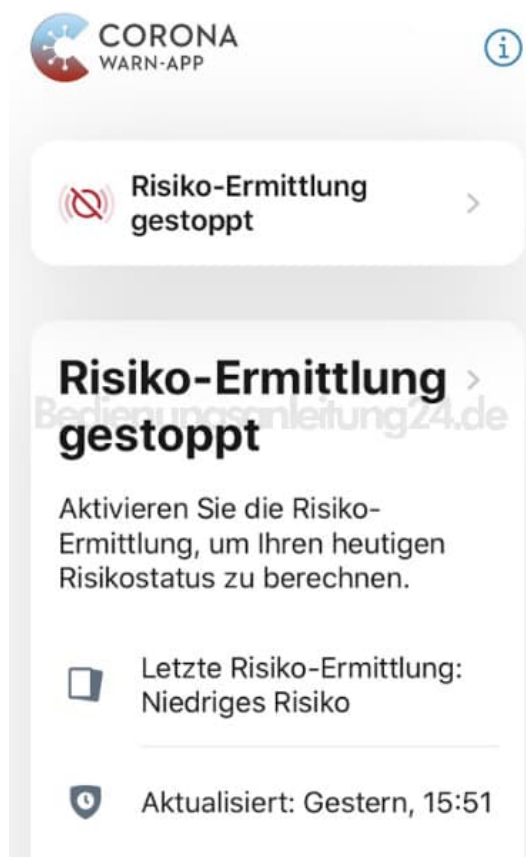 CORONA
WARN-APP
Risiko-Ermittlung
gestoppt
Risiko-Ermittlung
Bedienungsanleitung24.de
gestoppt
Aktivieren Sie die Risiko-
Ermittlung, um Ihren heutigen
Risikostatus zu berechnen.
Letzte Risiko-Ermittlung:
Niedriges Risiko
Aktualisiert: Gestern, 15:51